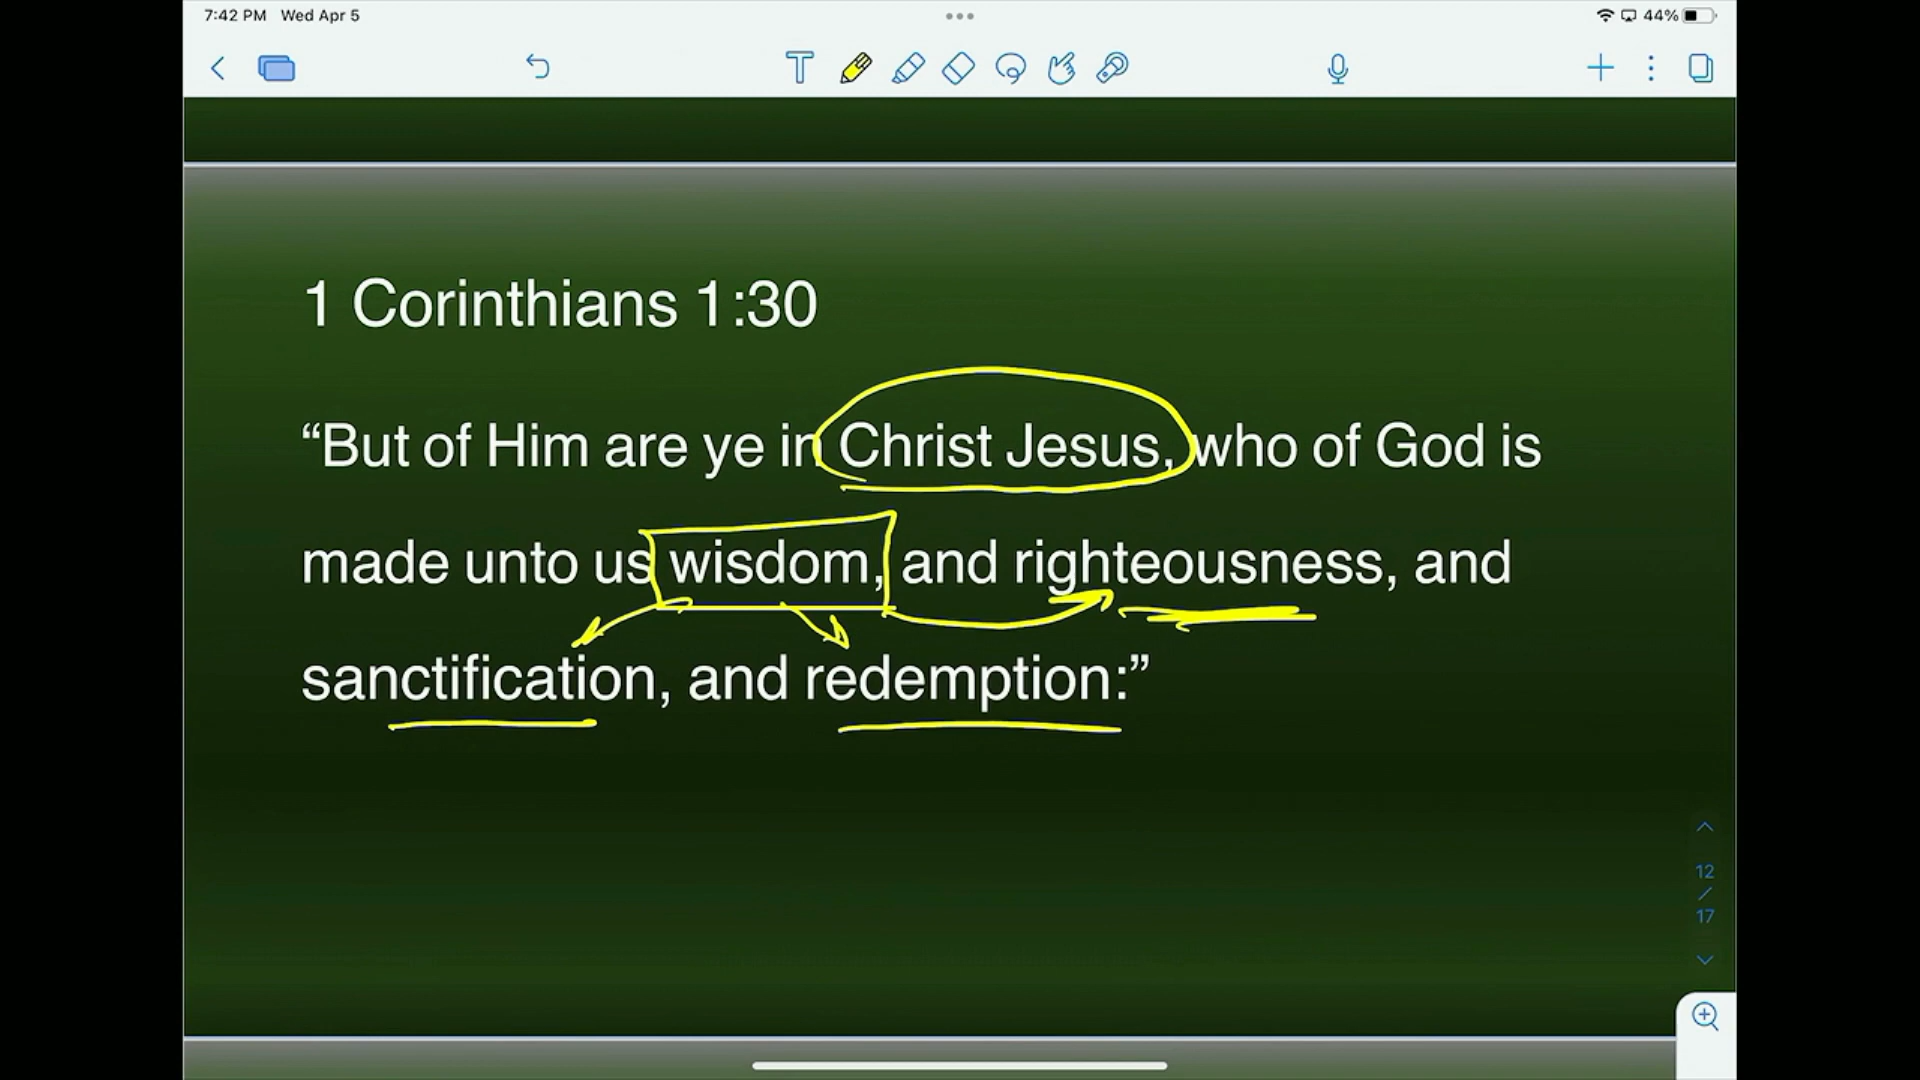 7:42 PM Wed Apr 5
44%
T
1 Corinthians 1:30
“But of Him are ye in Christ Jesus, who of God is
made unto us wisdom, and righteousness, and
sanctification, and redemption:”
12
/
17